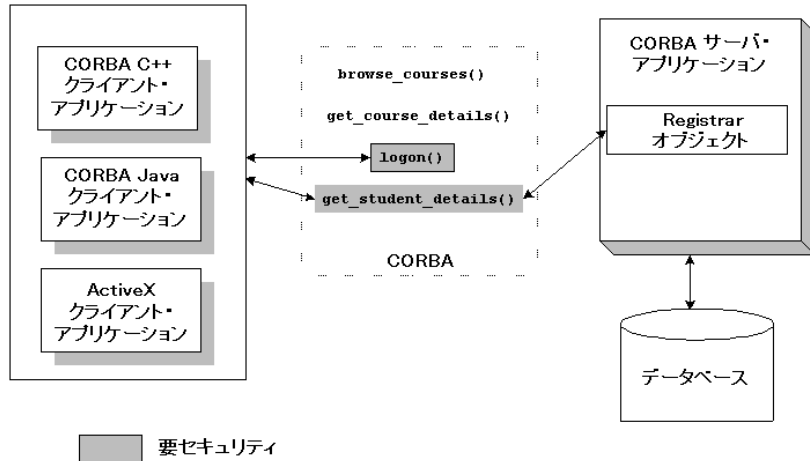 CORBA C++
クライアント・
アプリケーション
CORBA Java
クライアント・
アプリケーション
ActiveX
クライアント・
アプリケーション
browse_courses()
get_course_details()
logon()
get_student_details()
CORBA
CORBA サーバ・
アプリケーション
Registrar
オブジェクト
データベース
要セキュリティ